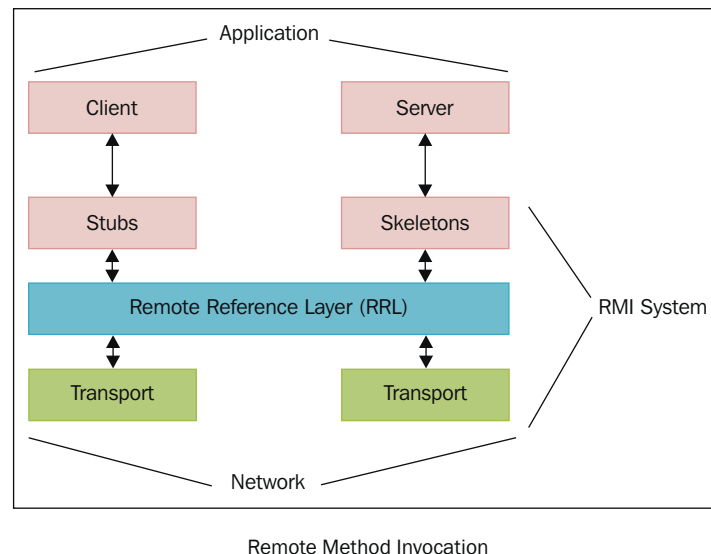 Application
Client
Server
Stubs
Skeletons
Remote Reference Layer (RRL)
RMI System
Transport
Transport
Network
Remote Method Invocation